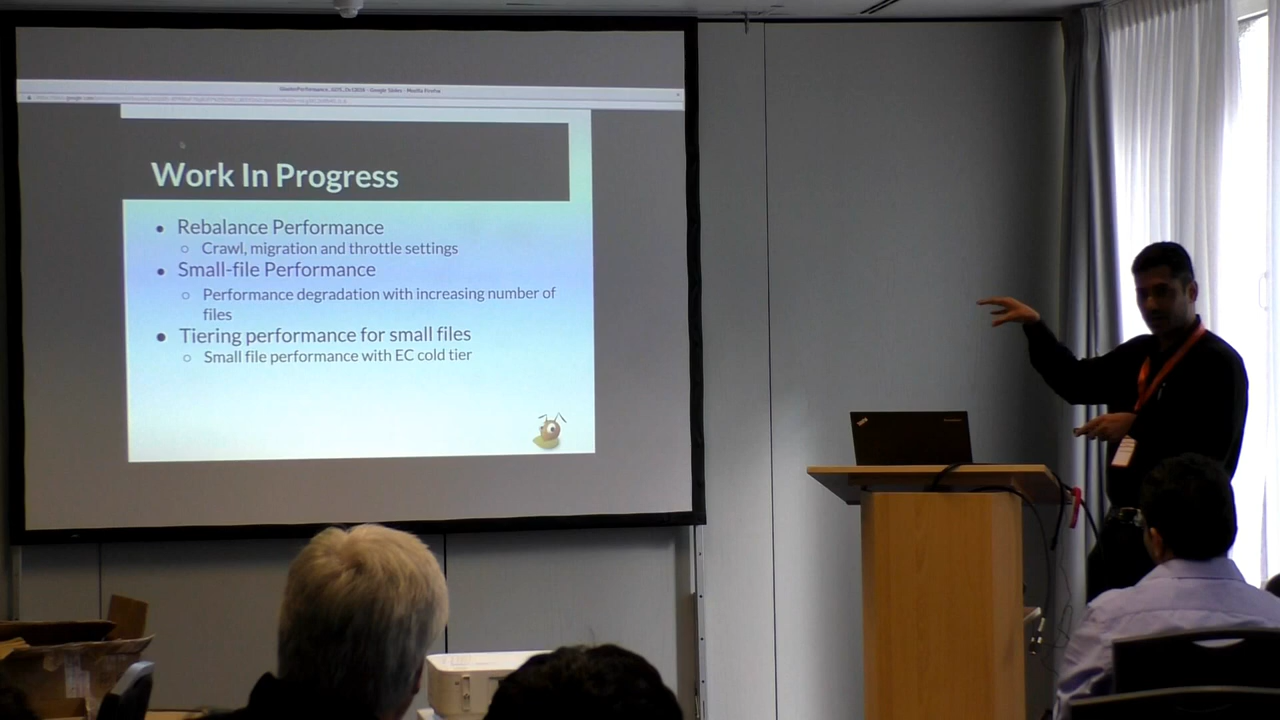 Work In Progress
Rebalance Performance
Crawl, migration and throttle settings
Small-file Performance
Performance degradation with increasing number of
files
Tiering performance for small files
Small file performance with EC cold tier